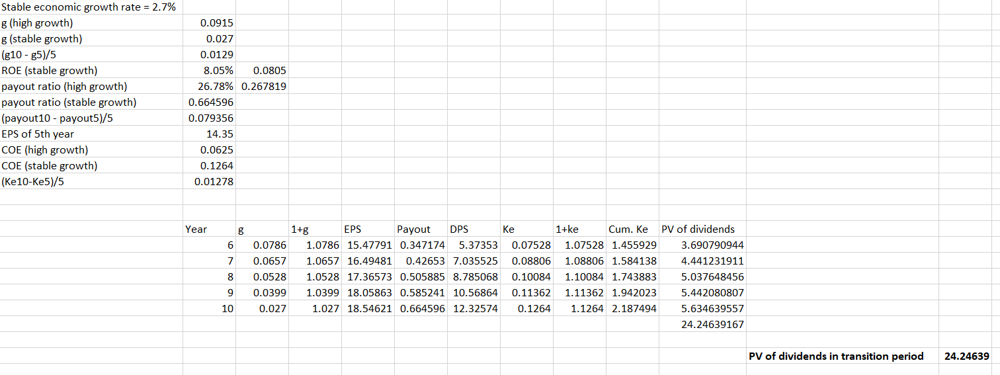 Stable economic growth rate = 2.7%
g (high growth) 0.0915
g (stable growth) 0.027
(g10 - g5)/5 0.0129
ROE (stable growth) 8.05% 0.0805
payout ratio (high growth) 26.78% 0.267819
payout ratio (stable growth) 0.664596
(payout10 - payout5)/5 0.079356
EPS of 5th year 14.35
COE (high growth) 0.0625
COE (stable growth) 0.1264
(Ke10-Ke5)/5 0.01278
Year g 1+g EPS Payout DPS Ke 1+ke Cum. Ke PV of dividends
6 0.0786 1.0786 15.47791 0.347174 5.37353 0.07528 1.07528 1.455929 3.690790944
7 0.0657 1.0657 16.49481 0.42653 7.035525 0.08806 1.08806 1.584138 4.441231911
8 0.0528 1.0528 17.36573 0.505885 8.785068 0.10084 1.10084 1.743883 5.037648456
9 0.0399 1.0399 18.05863 0.585241 10.56864 0.11362 1.11362 1.942023 5.442080807
10 0.027 1.027 18.54621 0.664596 12.32574 0.1264 1.1264 2.187494 5.634639557
24.24639167
PV of dividends in transition period 24.24639